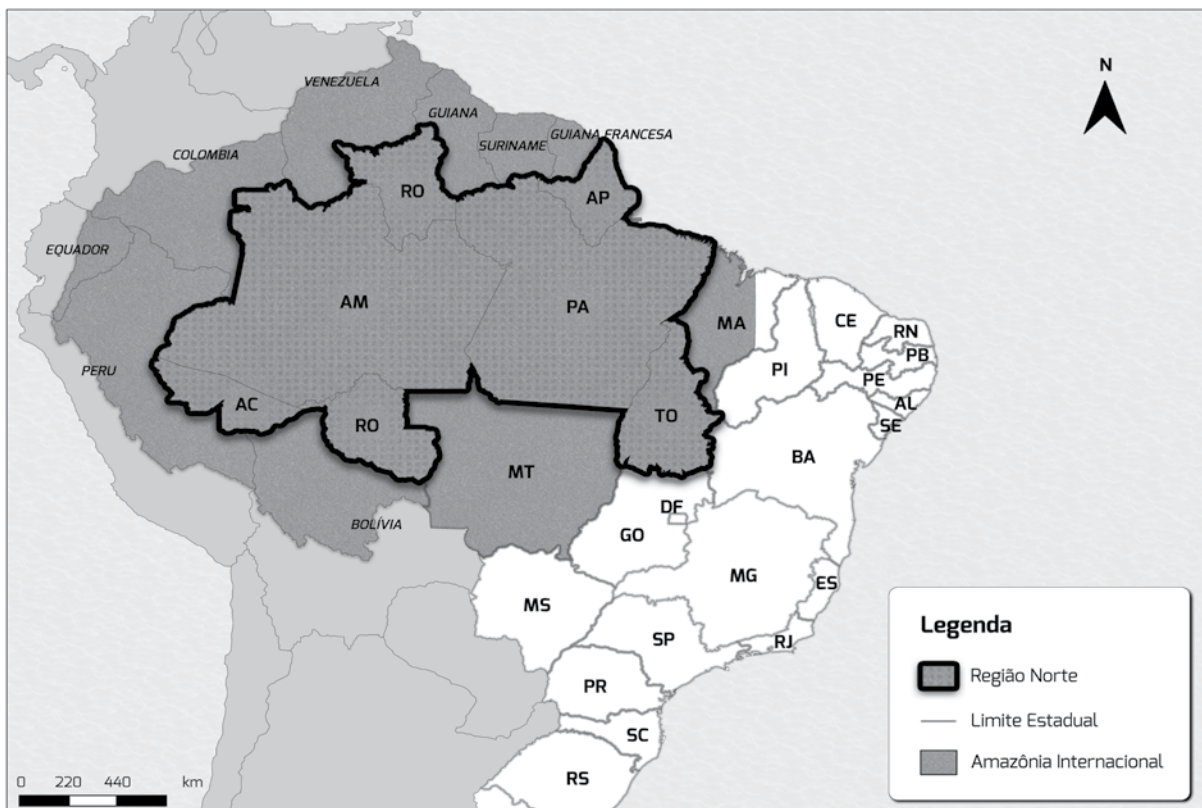 N
VENEZUELA
GUIANA
GUIANA FRANCESA
SURINAME
COLOMBIA
RO
AP
EQUADOR
AM
PA
MA
CE
RN
PB
PI
PE
PERU
AL
AC
TO
SE
RO
BA
MT
DF
BOLÍVIA
GO
MG
ES
MS
SP
RJ
PR
SC
RS
Legenda
Região Norte
Limite Estadual
Amazônia Internacional
0 220 440 km